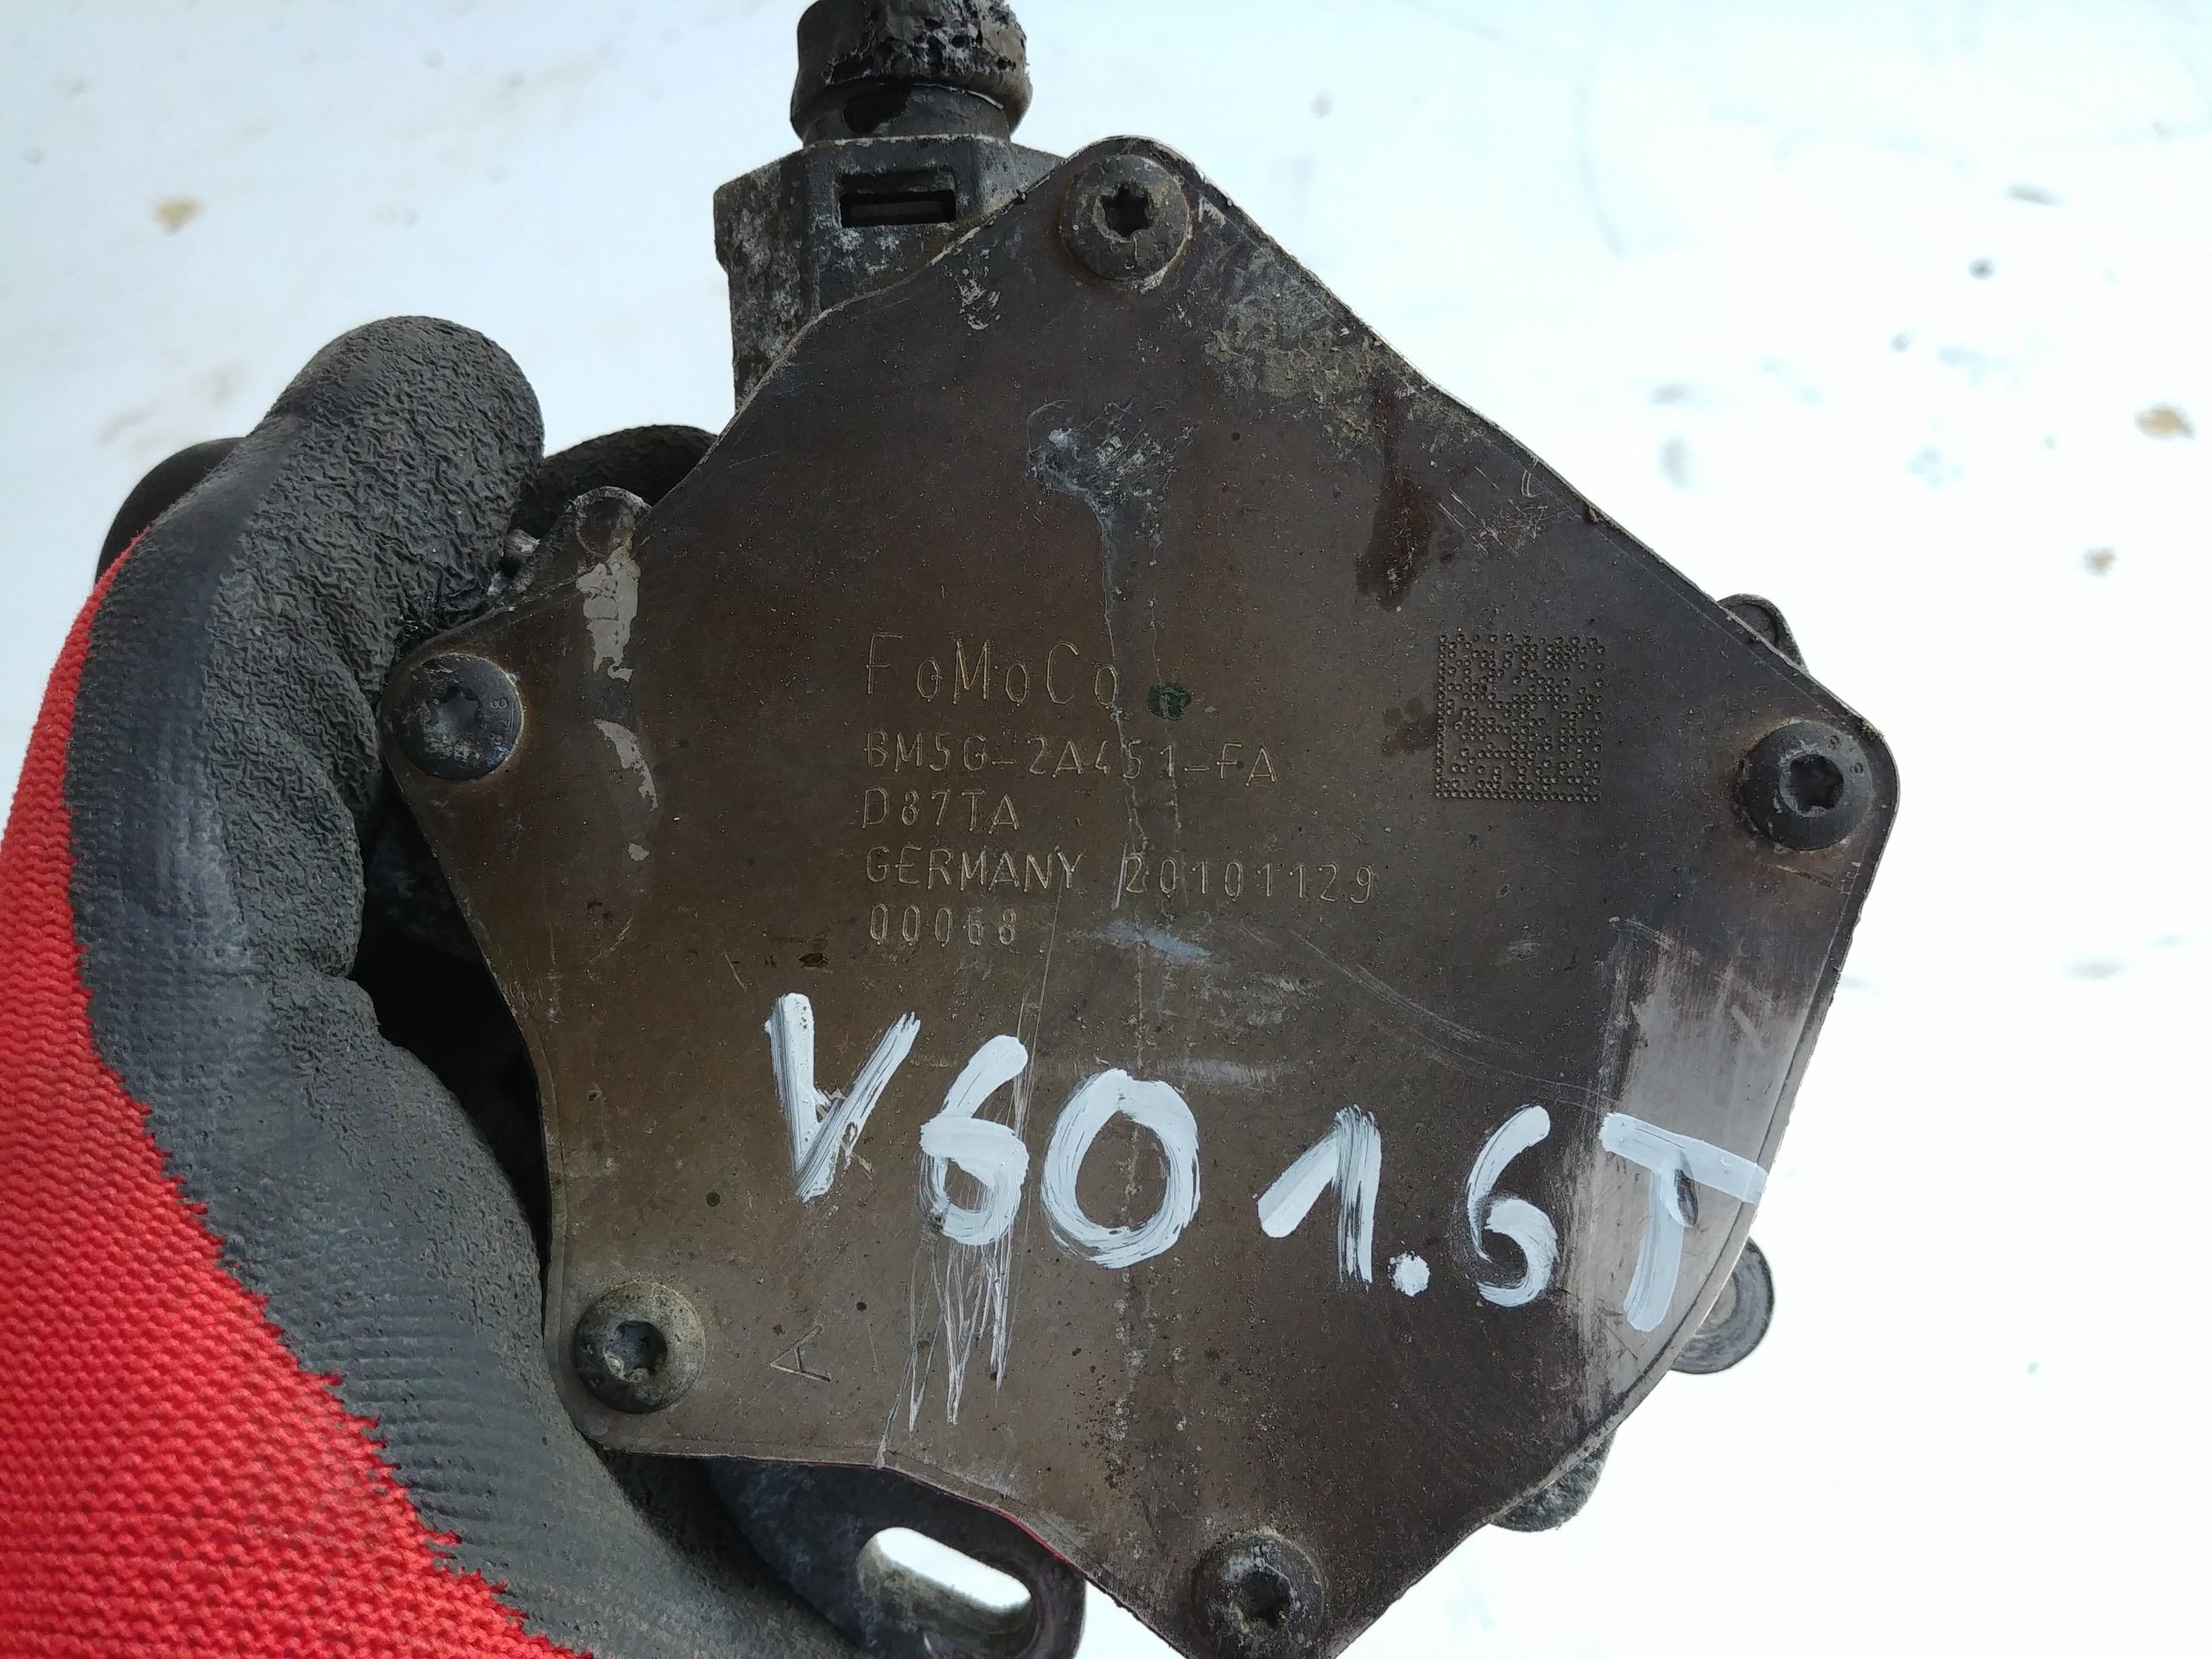 FoMoCo
BM5G-2A451-FA
D87TA
GERMANY 20101129
00068
V60 1.6T
A